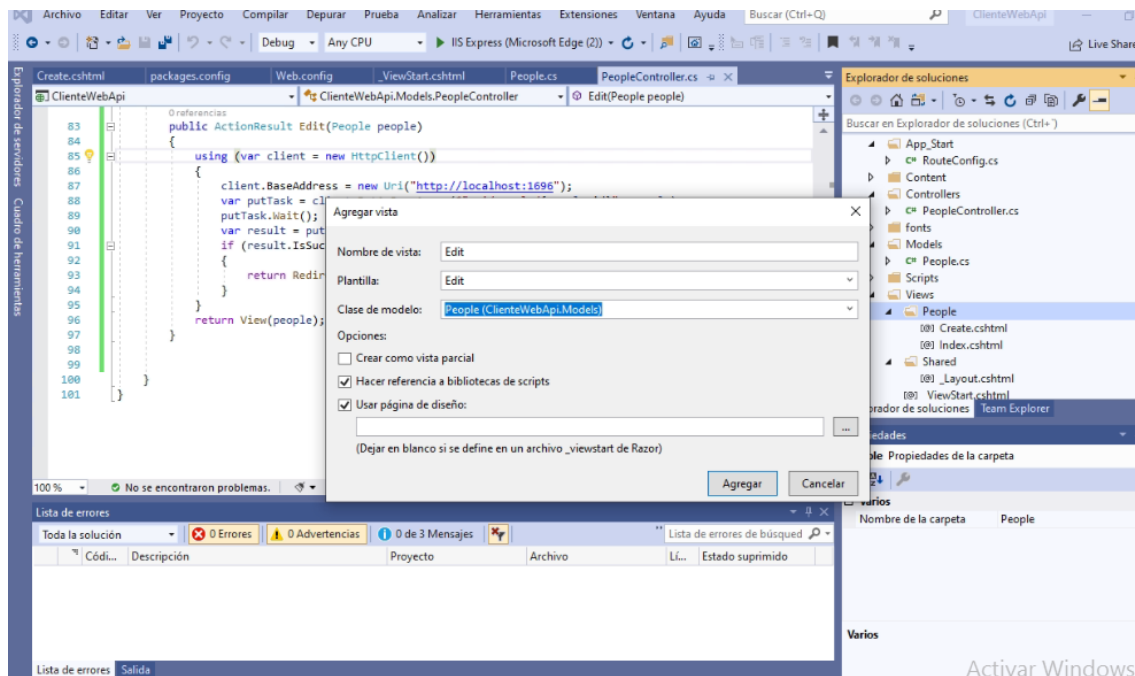 Archivo Editar Ver Proyecto Compilar Depurar Prueba Analizar Herramientas Extensiones Ventana Ayuda Buscar (Ctrl+Q) ClienteWebApi
Debug Any CPU IIS Express (Microsoft Edge (2)) Live Share
Explorador de servidores
Cuadro de herramientas
Create.cshtml packages.config Web.config _ViewStart.cshtml People.cs PeopleController.cs
ClienteWebApi ClienteWebApi.Models.PeopleController Edit(People people)
0 referencias
83 public ActionResult Edit(People people)
84 {
85 using (var client = new HttpClient())
86 {
87 client.BaseAddress = new Uri("http://localhost:1696");
88 var putTask = cl
89 putTask.Wait();
90 var result = put
91 if (result.IsSuc
92 {
93 return Redir
94 }
95 }
96 return View(people);
97 }
98
99
100 }
101 }
Agregar vista
Nombre de vista: Edit
Plantilla: Edit
Clase de modelo: People (ClienteWebApi.Models)
Opciones:
Crear como vista parcial
Hacer referencia a bibliotecas de scripts
Usar página de diseño:
...
(Dejar en blanco si se define en un archivo _viewstart de Razor)
Agregar Cancelar
100 % No se encontraron problemas.
Lista de errores
Toda la solución 0 Errores 0 Advertencias 0 de 3 Mensajes Lista de errores de búsqued
Códi... Descripción Proyecto Archivo Lí... Estado suprimido
Lista de errores Salida
Explorador de soluciones
Buscar en Explorador de soluciones (Ctrl+`)
App_Start
C# RouteConfig.cs
Content
Controllers
C# PeopleController.cs
fonts
Models
C# People.cs
Scripts
Views
People
Create.cshtml
Index.cshtml
Shared
_Layout.cshtml
ViewStart.cshtml
orador de soluciones Team Explorer
iedades
ple Propiedades de la carpeta
Varios
Nombre de la carpeta People
Varios
Activar Windows